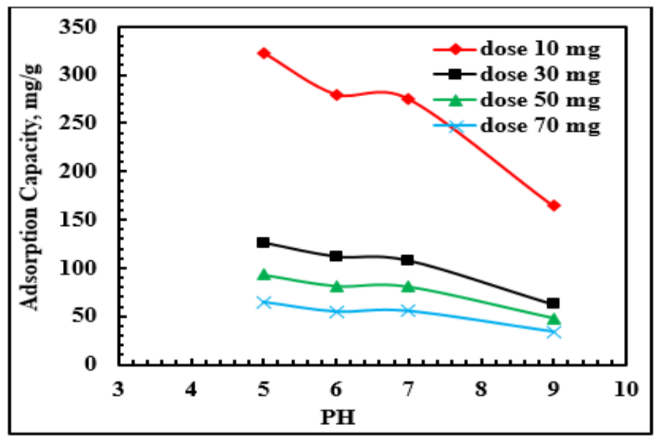 350
300
250
200
150
100
50
0
Adsorption Capacity, mg/g
dose 10 mg
dose 30 mg
dose 50 mg
dose 70 mg
3 4 5 6 7 8 9 10
PH